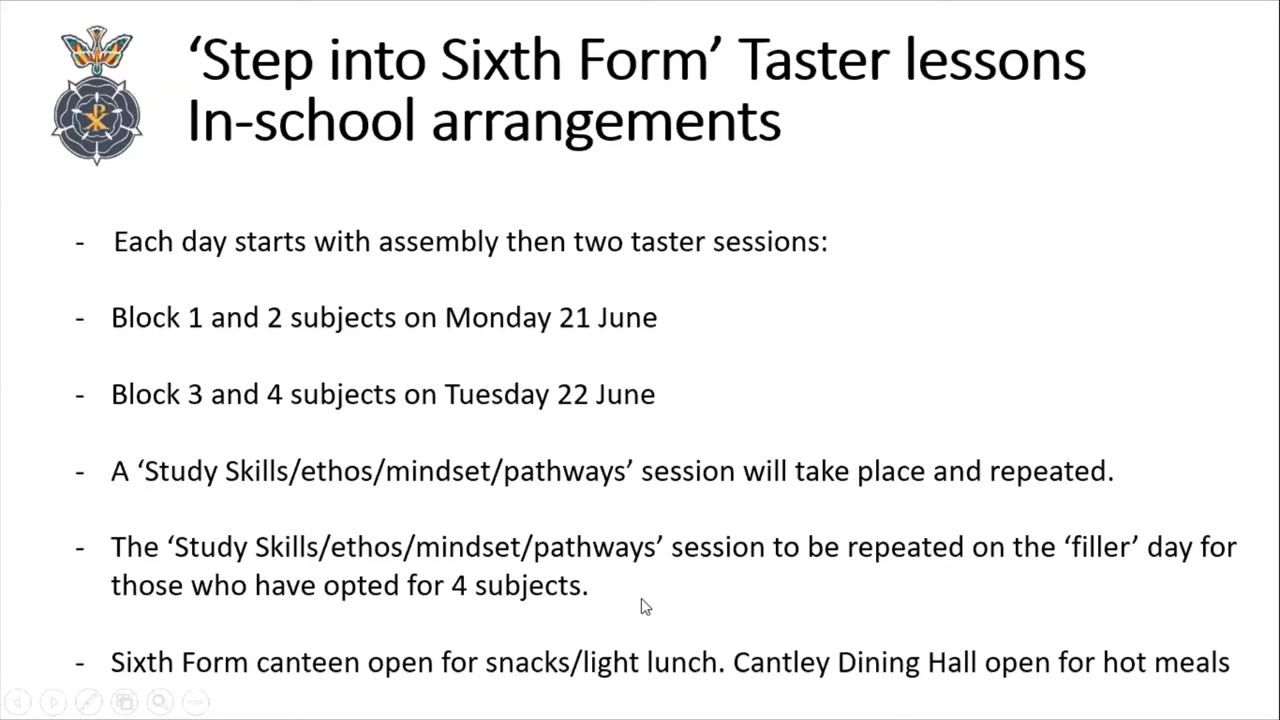 ‘Step into Sixth Form’ Taster lessons
In-school arrangements
- Each day starts with assembly then two taster sessions:
- Block 1 and 2 subjects on Monday 21 June
- Block 3 and 4 subjects on Tuesday 22 June
- A ‘Study Skills/ethos/mindset/pathways’ session will take place and repeated.
- The ‘Study Skills/ethos/mindset/pathways’ session to be repeated on the ‘filler’ day for
those who have opted for 4 subjects.
- Sixth Form canteen open for snacks/light lunch. Cantley Dining Hall open for hot meals